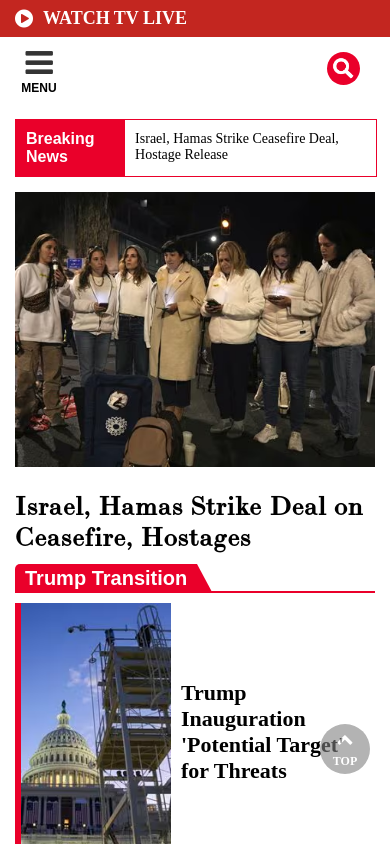 WATCH TV LIVE
MENU
Breaking
News
Israel, Hamas Strike Ceasefire Deal,
Hostage Release
Israel, Hamas Strike Deal on
Ceasefire, Hostages
Trump Transition
Trump
Inauguration
'Potential Target'
for Threats
TOP